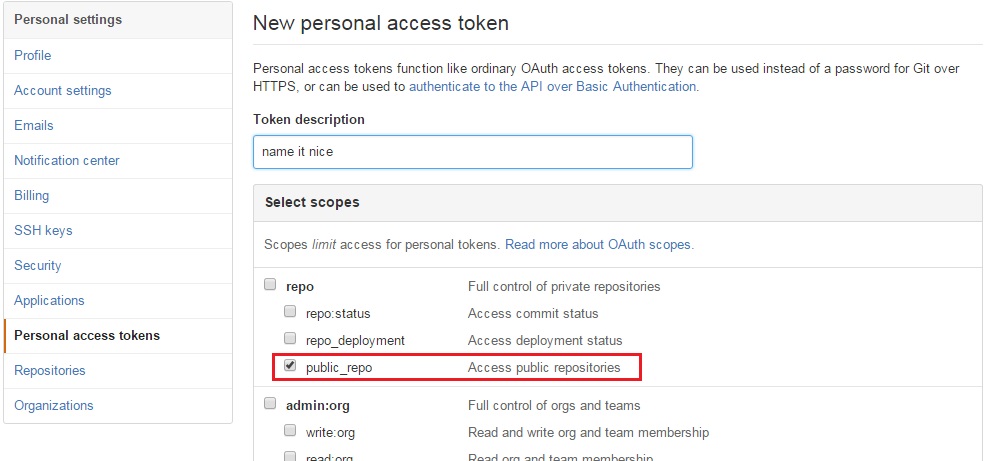 Personal settings
Profile
Account settings
Emails
Notification center
Billing
SSH keys
Security
Applications
Personal access tokens
Repositories
Organizations
New personal access token
Personal access tokens function like ordinary OAuth access tokens. They can be used instead of a password for Git over
HTTPS, or can be used to authenticate to the API over Basic Authentication.
Token description
name it nice
Select scopes
Scopes limit access for personal tokens. Read more about OAuth scopes.
repo Full control of private repositories
repo:status Access commit status
repo_deployment Access deployment status
public_repo Access public repositories
admin:org Full control of orgs and teams
write:org Read and write org and team membership
read:org Read org and team membership